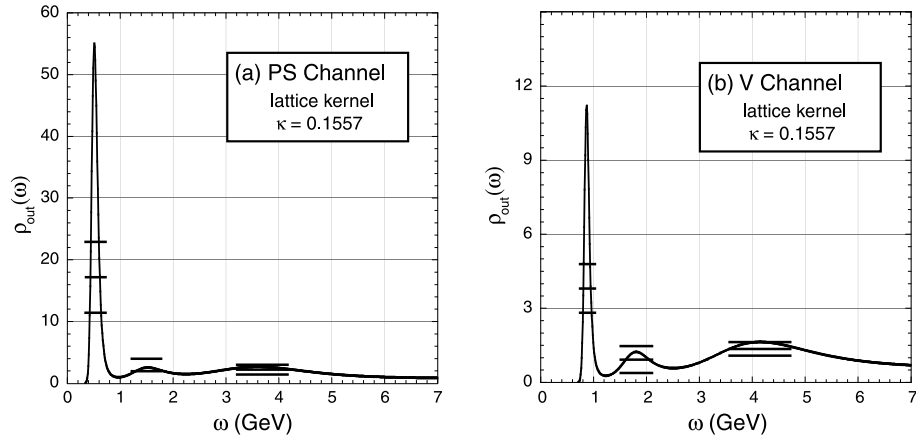 60
50
40
30
20
10
0
ρout(ω)
(a) PS Channel
lattice kernel
κ = 0.1557
0 1 2 3 4 5 6 7
ω (GeV)
12
9
6
3
0
ρout(ω)
(b) V Channel
lattice kernel
κ = 0.1557
0 1 2 3 4 5 6 7
ω (GeV)